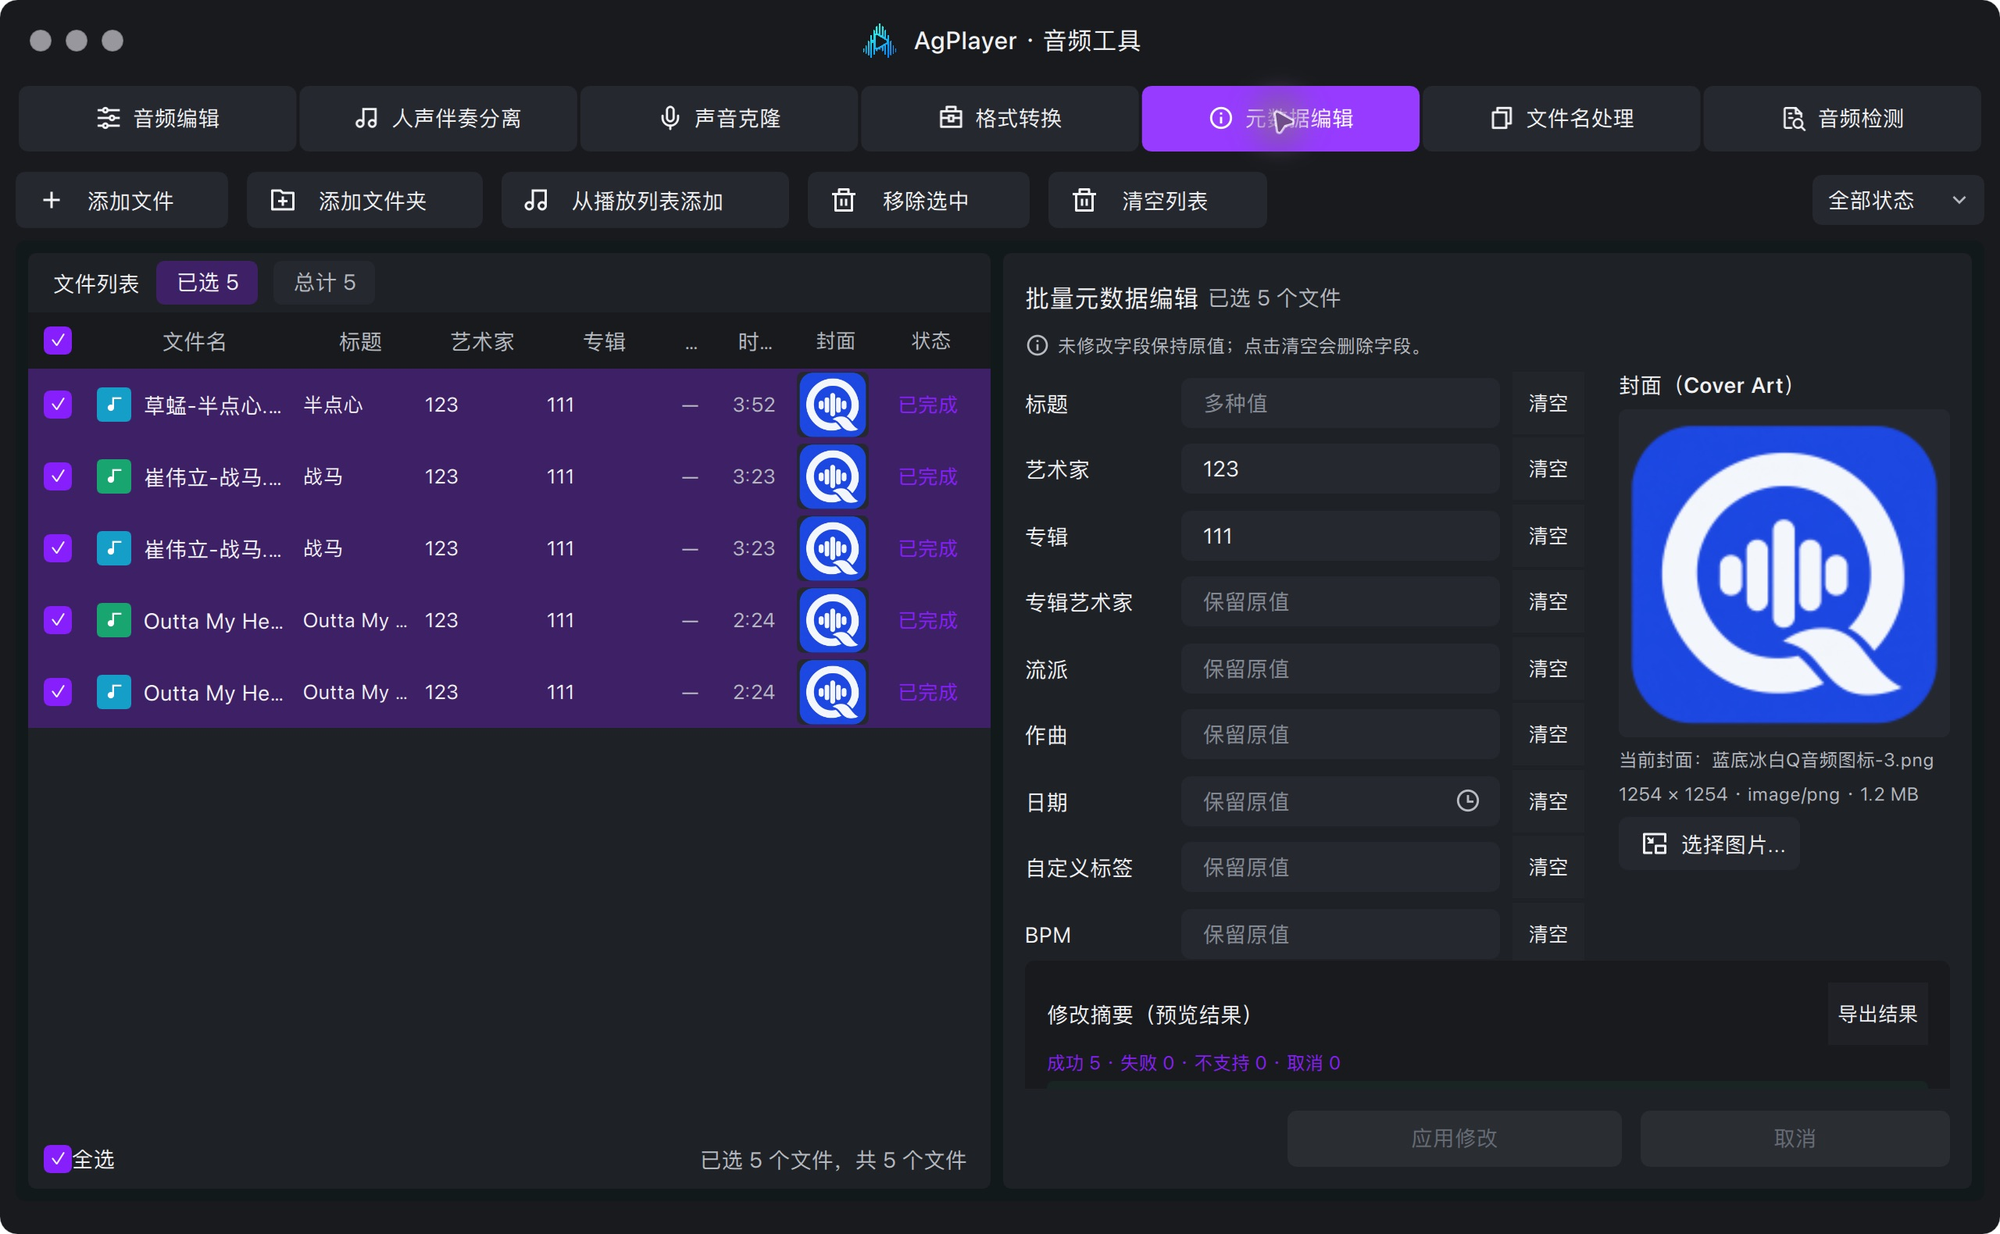 AgPlayer · 音频工具
音频编辑
人声伴奏分离
声音克隆
格式转换
元数据编辑
文件名处理
音频检测
添加文件
添加文件夹
从播放列表添加
移除选中
清空列表
全部状态
文件列表
已选 5
总计 5
文件名 标题 艺术家 专辑 ... 时... 封面 状态
草蜢-半点心.... 半点心 123 111 — 3:52 已完成
崔伟立-战马.... 战马 123 111 — 3:23 已完成
崔伟立-战马.... 战马 123 111 — 3:23 已完成
Outta My He... Outta My ... 123 111 — 2:24 已完成
Outta My He... Outta My ... 123 111 — 2:24 已完成
全选
已选 5 个文件，共 5 个文件
批量元数据编辑 已选 5 个文件
未修改字段保持原值；点击清空会删除字段。
标题 多种值 清空
艺术家 123 清空
专辑 111 清空
专辑艺术家 保留原值 清空
流派 保留原值 清空
作曲 保留原值 清空
日期 保留原值 清空
自定义标签 保留原值 清空
BPM 保留原值 清空
封面（Cover Art）
当前封面：蓝底冰白Q音频图标-3.png
1254 × 1254 · image/png · 1.2 MB
选择图片...
修改摘要（预览结果）
导出结果
成功 5 · 失败 0 · 不支持 0 · 取消 0
应用修改
取消